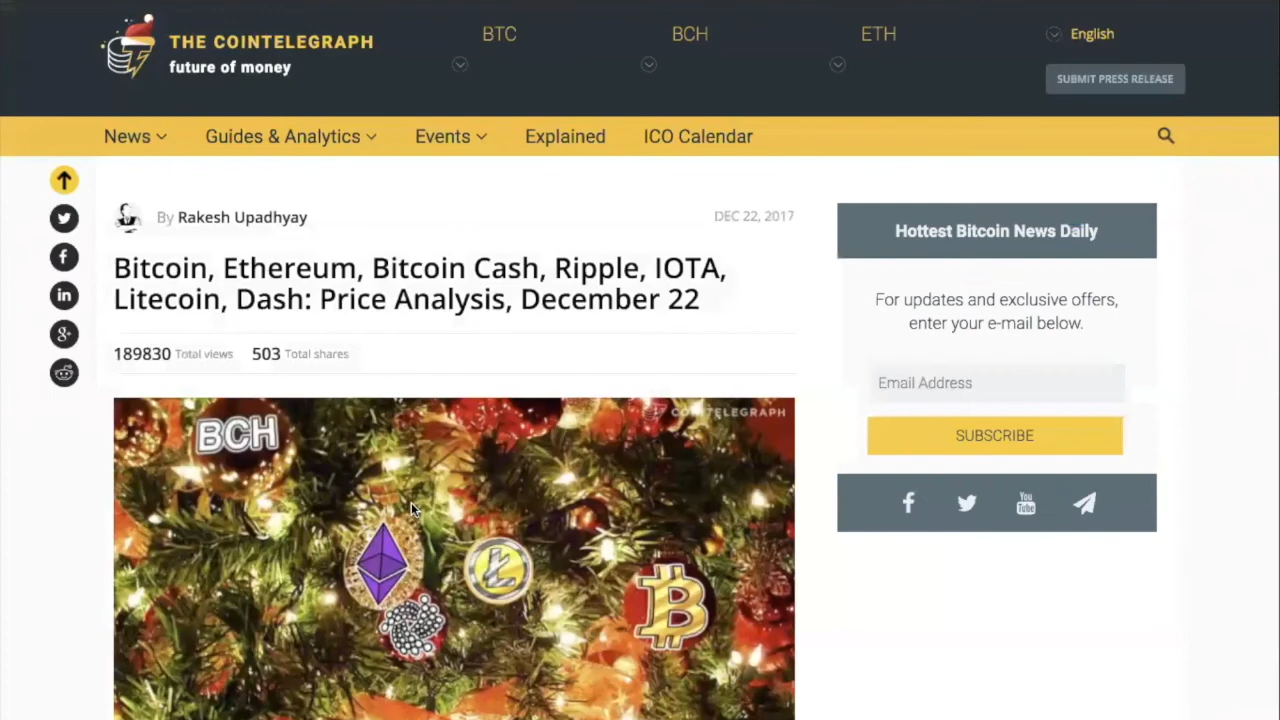 THE COINTELEGRAPH
future of money
BTC
BCH
ETH
English
SUBMIT PRESS RELEASE
News
Guides & Analytics
Events
Explained
ICO Calendar
By Rakesh Upadhyay
DEC 22, 2017
Bitcoin, Ethereum, Bitcoin Cash, Ripple, IOTA,
Litecoin, Dash: Price Analysis, December 22
189830 Total views 503 Total shares
COINTELEGRAPH
BCH
Hottest Bitcoin News Daily
For updates and exclusive offers,
enter your e-mail below.
Email Address
SUBSCRIBE
You
Tube